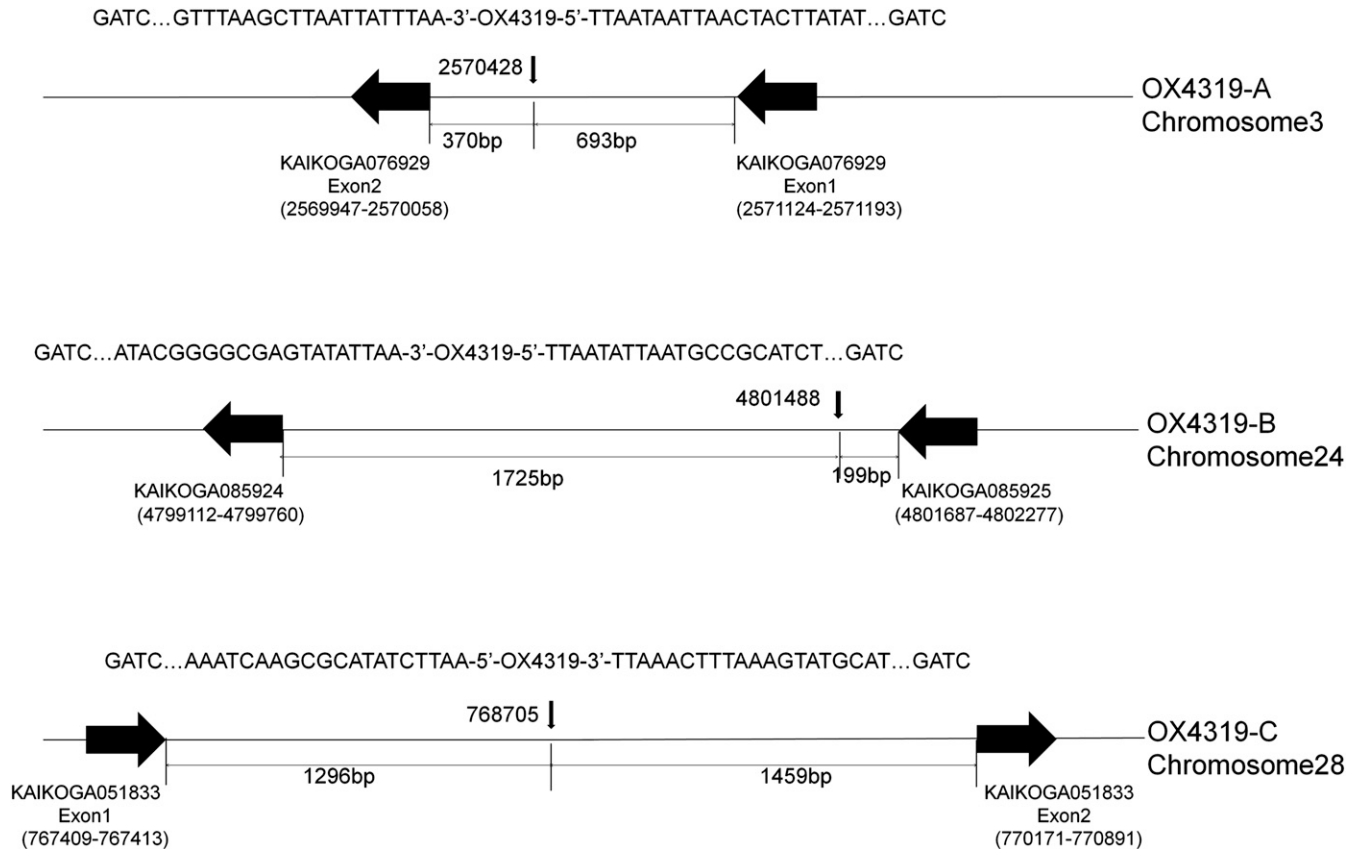 GATC...GTTTAAGCTTAATTATTTAA-3'-OX4319-5'-TTAATAATTAACTACTTATAT...GATC
2570428
OX4319-A
Chromosome3
370bp
693bp
KAIKOGA076929
Exon2
(2569947-2570058)
KAIKOGA076929
Exon1
(2571124-2571193)
GATC...ATACGGGGCGAGTATATTAA-3'-OX4319-5'-TTAATATTAATGCCGCATCT...GATC
4801488
OX4319-B
Chromosome24
1725bp
199bp
KAIKOGA085924
(4799112-4799760)
KAIKOGA085925
(4801687-4802277)
GATC...AAATCAAGCGCATATCTTAA-5'-OX4319-3'-TTAAACTTTAAAGTATGCAT...GATC
768705
OX4319-C
Chromosome28
1296bp
1459bp
KAIKOGA051833
Exon1
(767409-767413)
KAIKOGA051833
Exon2
(770171-770891)